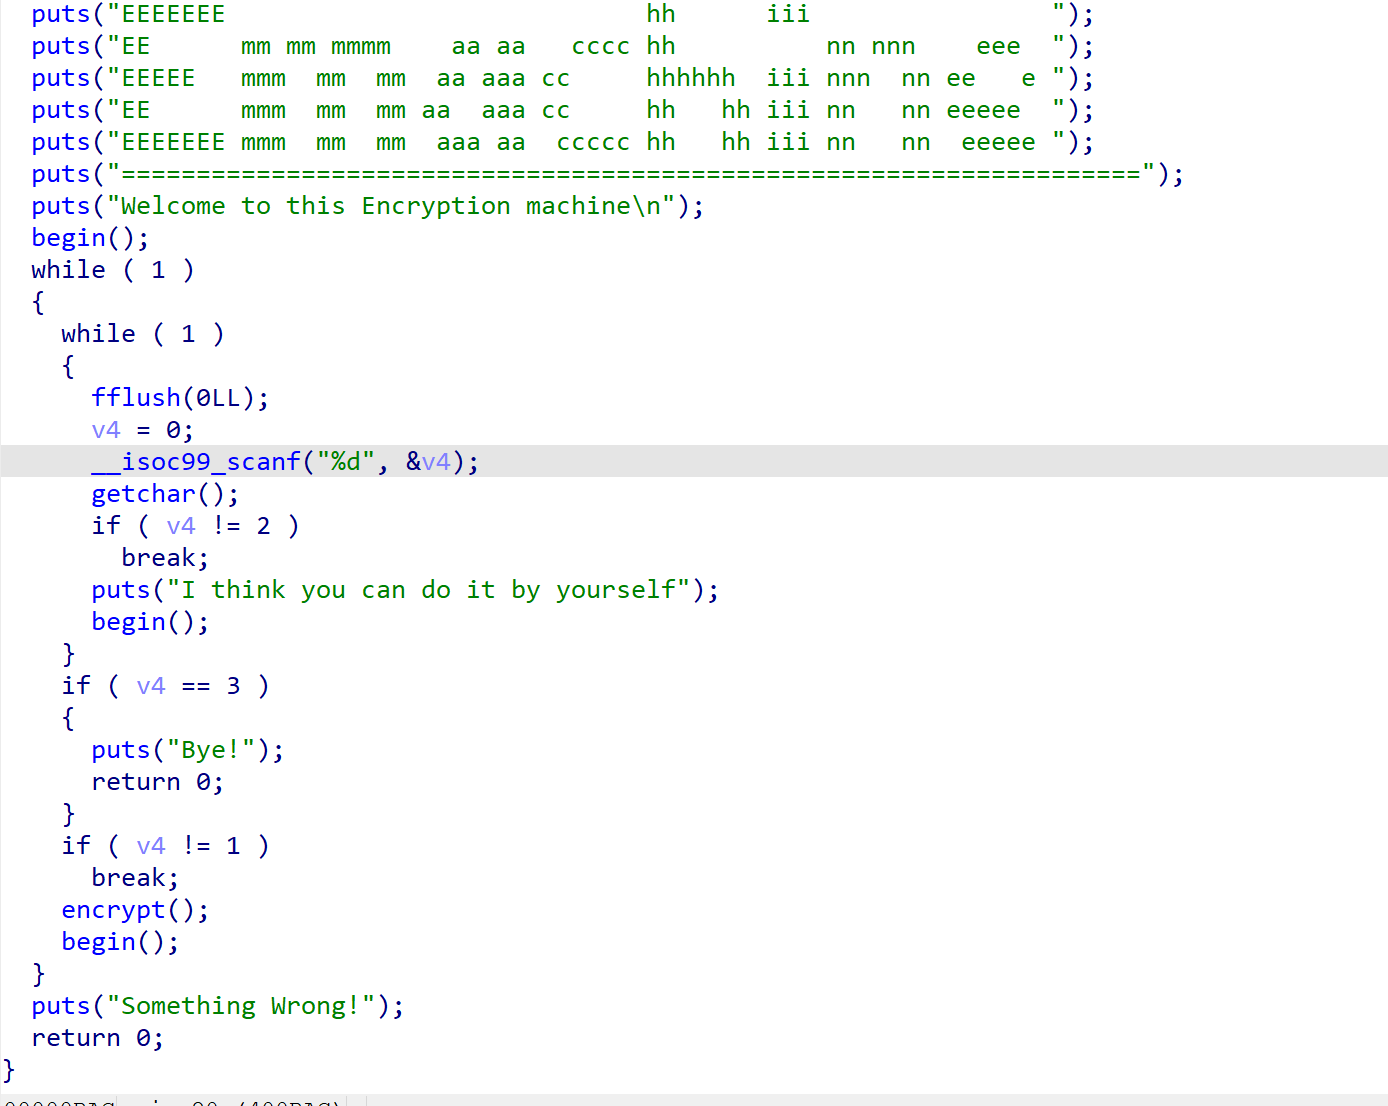 puts("EEEEEEE                            hh      iii                ");
puts("EE      mm mm mmmm    aa aa   cccc hh          nn nnn    eee  ");
puts("EEEEE   mmm  mm  mm  aa aaa cc     hhhhhh  iii nnn  nn ee   e ");
puts("EE      mmm  mm  mm aa  aaa cc     hh   hh iii nn   nn eeeee  ");
puts("EEEEEEE mmm  mm  mm  aaa aa  ccccc hh   hh iii nn   nn  eeeee ");
puts("====================================================================");
puts("Welcome to this Encryption machine\n");
begin();
while ( 1 )
{
while ( 1 )
{
fflush(0LL);
v4 = 0;
__isoc99_scanf("%d", &v4);
getchar();
if ( v4 != 2 )
break;
puts("I think you can do it by yourself");
begin();
}
if ( v4 == 3 )
{
puts("Bye!");
return 0;
}
if ( v4 != 1 )
break;
encrypt();
begin();
}
puts("Something Wrong!");
return 0;
}